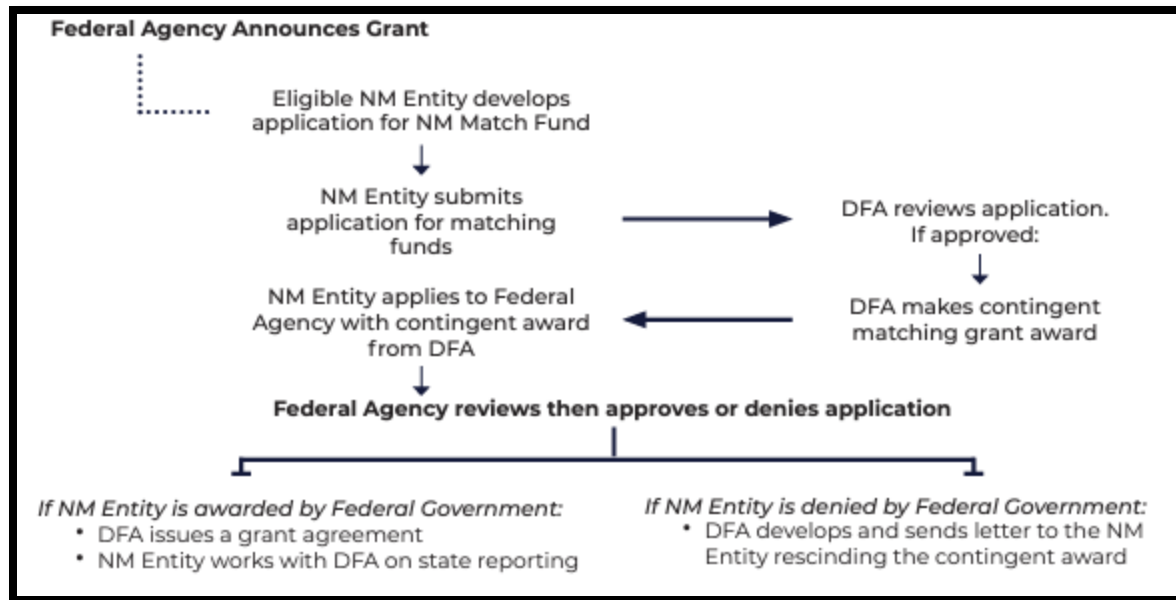 Federal Agency Announces Grant
Eligible NM Entity develops
application for NM Match Fund
NM Entity submits
application for matching
funds
DFA reviews application.
If approved:
DFA makes contingent
matching grant award
NM Entity applies to Federal
Agency with contingent award
from DFA
Federal Agency reviews then approves or denies application
If NM Entity is awarded by Federal Government:
• DFA issues a grant agreement
• NM Entity works with DFA on state reporting
If NM Entity is denied by Federal Government:
• DFA develops and sends letter to the NM
Entity rescinding the contingent award